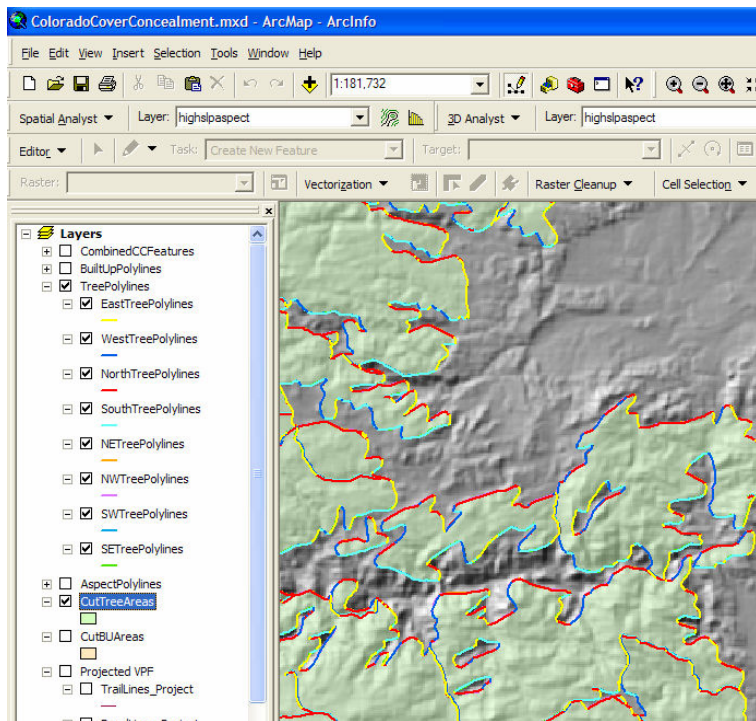 ColoradoCoverConcealment.mxd - ArcMap - ArcInfo
File Edit View Insert Selection Tools Window Help
1:181,732
Spatial Analyst Layer: highslpaspect 3D Analyst Layer: highslpaspect
Editor Task: Create New Feature Target:
Raster: Vectorization Raster Cleanup Cell Selection
Layers
CombinedCCFeatures
BuiltUpPolylines
TreePolylines
EastTreePolylines
WestTreePolylines
NorthTreePolylines
SouthTreePolylines
NETreePolylines
NWTreePolylines
SWTreePolylines
SETreePolylines
AspectPolylines
CutTreeAreas
CutBUAreas
Projected VPF
TrailLines_Project